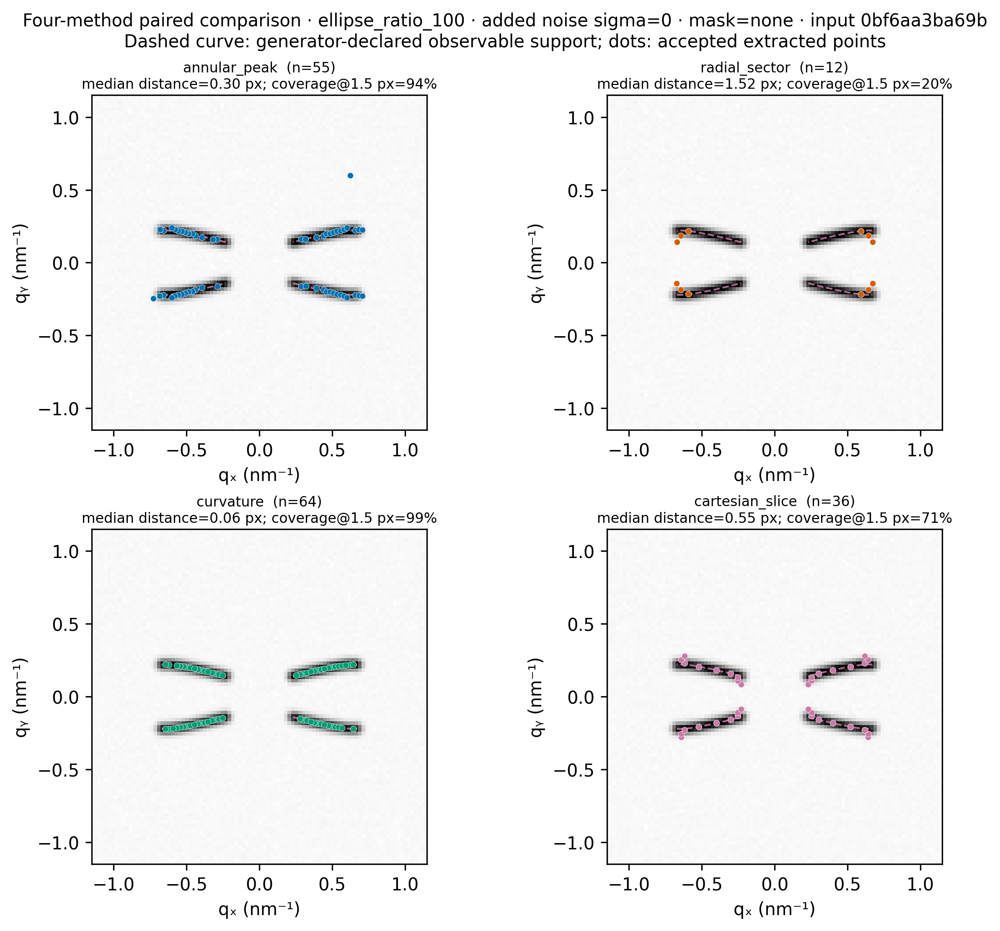 Four-method paired comparison · ellipse_ratio_100 · added noise sigma=0 · mask=none · input 0bf6aa3ba69b
Dashed curve: generator-declared observable support; dots: accepted extracted points
annular_peak  (n=55)
median distance=0.30 px; coverage@1.5 px=94%
1.0
0.5
0.0
−0.5
−1.0
qᵧ (nm⁻¹)
−1.0 −0.5 0.0 0.5 1.0
qₓ (nm⁻¹)
radial_sector  (n=12)
median distance=1.52 px; coverage@1.5 px=20%
1.0
0.5
0.0
−0.5
−1.0
qᵧ (nm⁻¹)
−1.0 −0.5 0.0 0.5 1.0
qₓ (nm⁻¹)
curvature  (n=64)
median distance=0.06 px; coverage@1.5 px=99%
1.0
0.5
0.0
−0.5
−1.0
qᵧ (nm⁻¹)
−1.0 −0.5 0.0 0.5 1.0
qₓ (nm⁻¹)
cartesian_slice  (n=36)
median distance=0.55 px; coverage@1.5 px=71%
1.0
0.5
0.0
−0.5
−1.0
qᵧ (nm⁻¹)
−1.0 −0.5 0.0 0.5 1.0
qₓ (nm⁻¹)